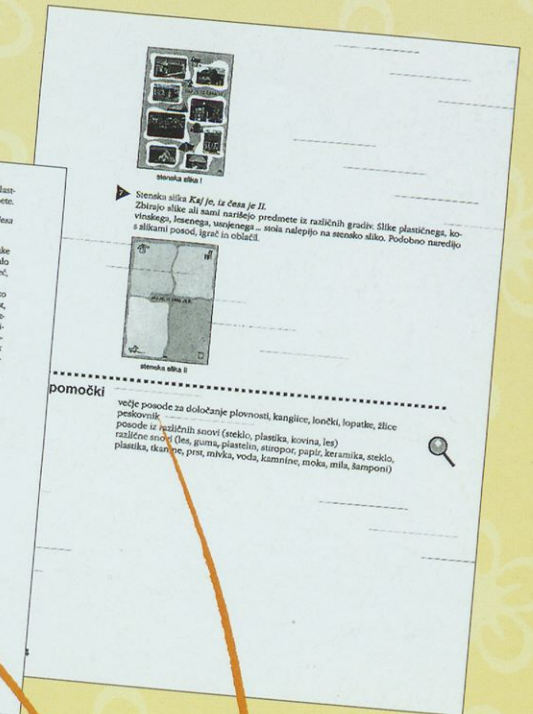 stenska slika I
Stenska slika Kaj je, iz česa je II.
Zbirajo slike ali sami narišejo predmete iz različnih gradiv. Slike plastičnega, ko-
vinskega, lesenega, usnjenega ... stola nalepijo na stensko sliko. Podobno naredijo
s slikami posod, igrač in oblačil.
stenska slika II
pomočki
večje posode za določanje plovnosti, kanglice, lončki, lopatke, žlice
peskovnik
posode iz različnih snovi (steklo, plastika, kovina, les)
različne snovi (les, guma, plastelin, stiropor, papir, keramika, steklo,
plastika, tkanine, prst, mivka, voda, kamnine, moka, mila, šamponi)